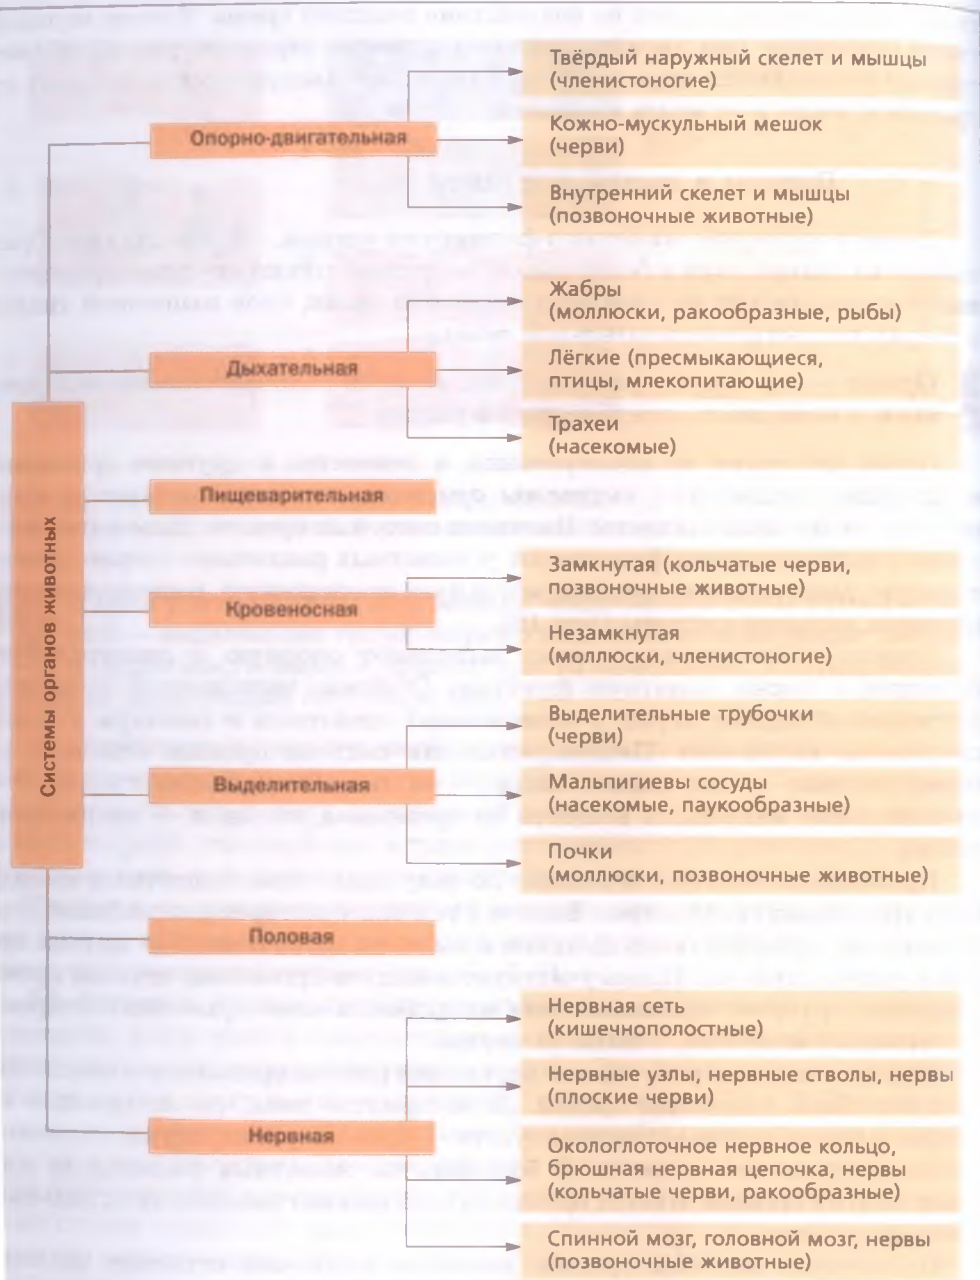 Системы органов животных
Опорно-двигательная
Твёрдый наружный скелет и мышцы
(членистоногие)
Кожно-мускульный мешок
(черви)
Внутренний скелет и мышцы
(позвоночные животные)
Дыхательная
Жабры
(моллюски, ракообразные, рыбы)
Лёгкие (пресмыкающиеся,
птицы, млекопитающие)
Трахеи
(насекомые)
Пищеварительная
Кровеносная
Замкнутая (кольчатые черви,
позвоночные животные)
Незамкнутая
(моллюски, членистоногие)
Выделительная
Выделительные трубочки
(черви)
Мальпигиевы сосуды
(насекомые, паукообразные)
Почки
(моллюски, позвоночные животные)
Половая
Нервная
Нервная сеть
(кишечнополостные)
Нервные узлы, нервные стволы, нервы
(плоские черви)
Окологлоточное нервное кольцо,
брюшная нервная цепочка, нервы
(кольчатые черви, ракообразные)
Спинной мозг, головной мозг, нервы
(позвоночные животные)